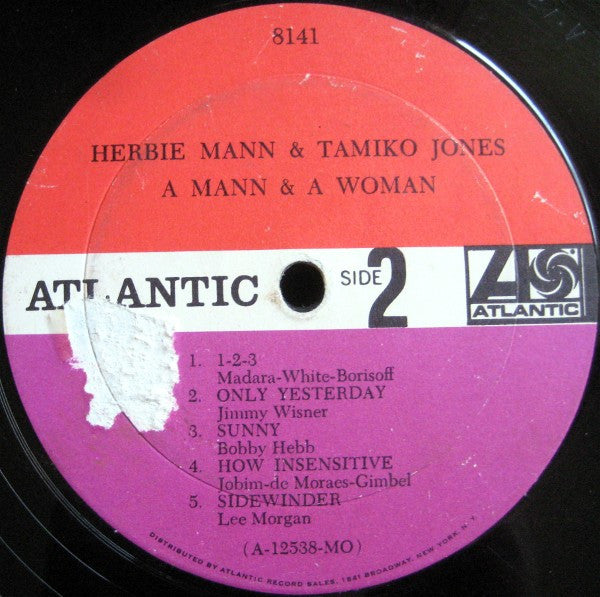 8141
HERBIE MANN & TAMIKO JONES
A MANN & A WOMAN
ATLANTIC
SIDE 2
ATLANTIC
1. 1-2-3
Madara-White-Borisoff
2. ONLY YESTERDAY
Jimmy Wisner
3. SUNNY
Bobby Hebb
4. HOW INSENSITIVE
Jobim-de Moraes-Gimbel
5. SIDEWINDER
Lee Morgan
(A-12538-MO)
DISTRIBUTED BY ATLANTIC RECORD SALES, 1841 BROADWAY, NEW YORK, N. Y.